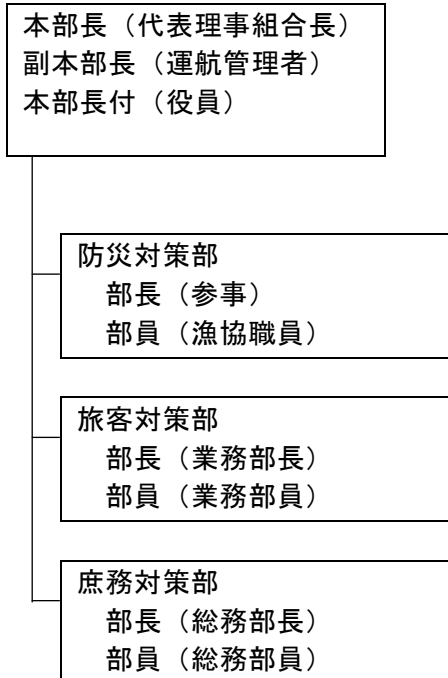 本部長（代表理事組合長）
副本部長（運航管理者）
本部長付（役員）
防災対策部
部長（参事）
部員（漁協職員）
旅客対策部
部長（業務部長）
部員（業務部員）
庶務対策部
部長（総務部長）
部員（総務部員）